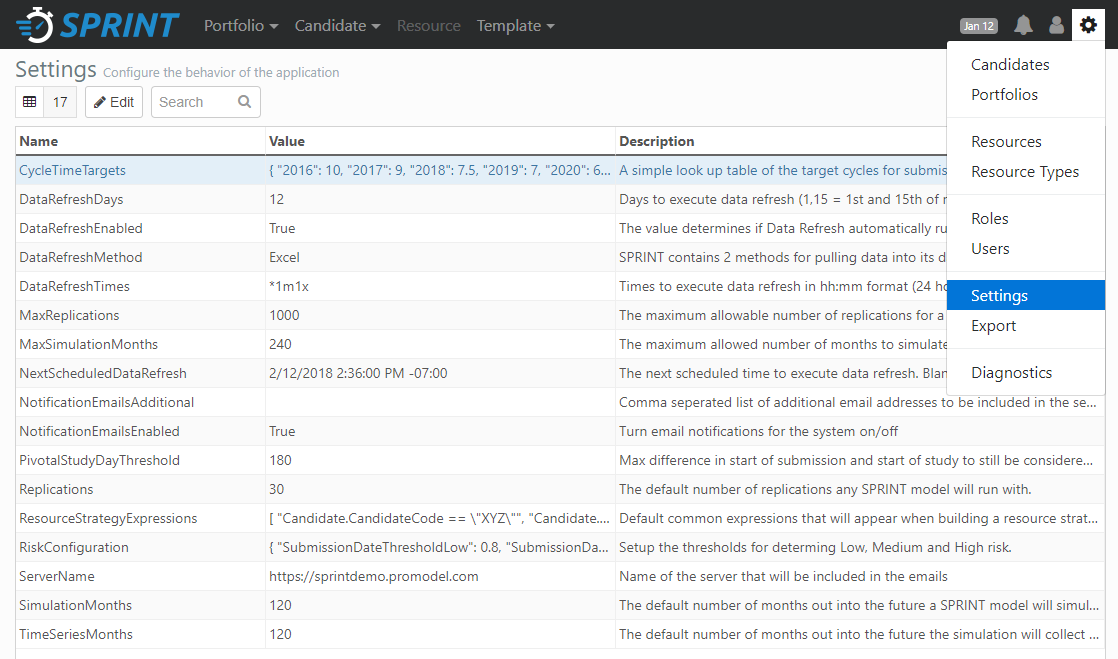 SPRINT Portfolio Candidate Resource Template Jan 12
Settings Configure the behavior of the application
17 Edit Search
Candidates
Portfolios
Resources
Resource Types
Roles
Users
Settings
Export
Diagnostics
Name Value Description
CycleTimeTargets { "2016": 10, "2017": 9, "2018": 7.5, "2019": 7, "2020": 6... A simple look up table of the target cycles for submis
DataRefreshDays 12 Days to execute data refresh (1,15 = 1st and 15th of
DataRefreshEnabled True The value determines if Data Refresh automatically ru
DataRefreshMethod Excel SPRINT contains 2 methods for pulling data into its d
DataRefreshTimes *1m1x Times to execute data refresh in hh:mm format (24 ho
MaxReplications 1000 The maximum allowable number of replications for a
MaxSimulationMonths 240 The maximum allowed number of months to simulate
NextScheduledDataRefresh 2/12/2018 2:36:00 PM -07:00 The next scheduled time to execute data refresh. Blan
NotificationEmailsAdditional Comma seperated list of additional email addresses to be included in the se...
NotificationEmailsEnabled True Turn email notifications for the system on/off
PivotalStudyDayThreshold 180 Max difference in start of submission and start of study to still be considere...
Replications 30 The default number of replications any SPRINT model will run with.
ResourceStrategyExpressions [ "Candidate.CandidateCode == \"XYZ\"", "Candidate.... Default common expressions that will appear when building a resource strat...
RiskConfiguration { "SubmissionDateThresholdLow": 0.8, "SubmissionDa... Setup the thresholds for determing Low, Medium and High risk.
ServerName https://sprintdemo.promodel.com Name of the server that will be included in the emails
SimulationMonths 120 The default number of months out into the future a SPRINT model will simul...
TimeSeriesMonths 120 The default number of months out into the future the simulation will collect ...